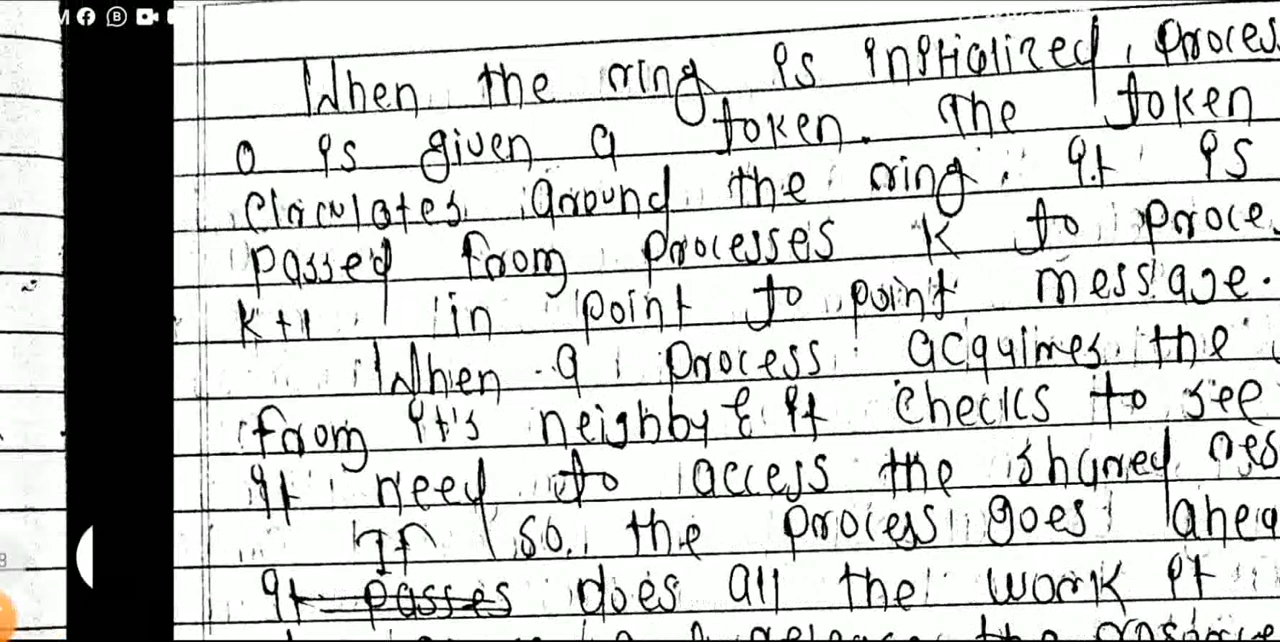 When the ring is initialized, proces
0 is given a token. The token
circulates around the ring. It is
passed from processes k to proce
k+1 in point to point message.
When a process acquires the
from it's neighby & it checks to see
it need to access the shared res
If so, the process goes ahea
It passes does all the work it
the